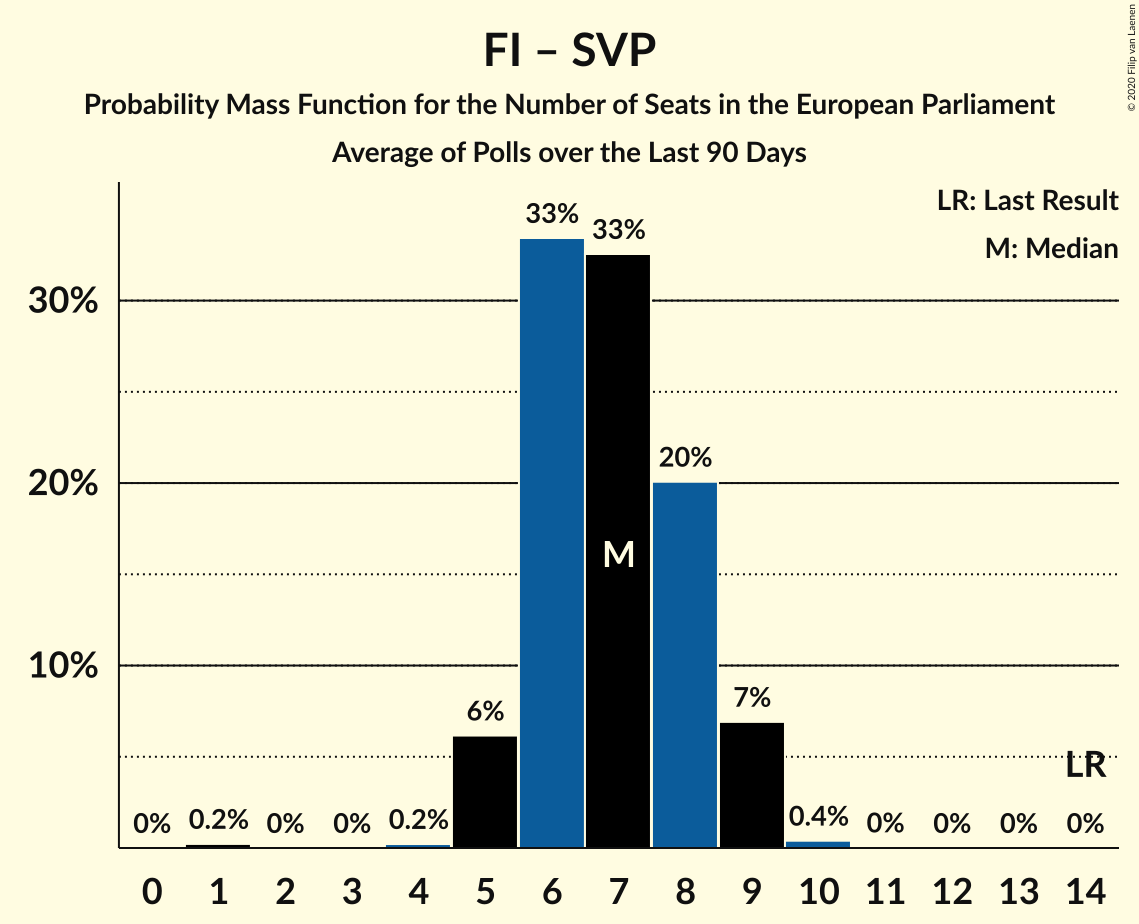 FI – SVP
Probability Mass Function for the Number of Seats in the European Parliament
Average of Polls over the Last 90 Days
© 2020 Filip van Laenen
LR: Last Result
M: Median
33%
33%
30%
20%
20%
M
10%
7%
6%
LR
0% 0.2% 0% 0% 0.2% 0.4% 0% 0% 0% 0%
0 1 2 3 4 5 6 7 8 9 10 11 12 13 14